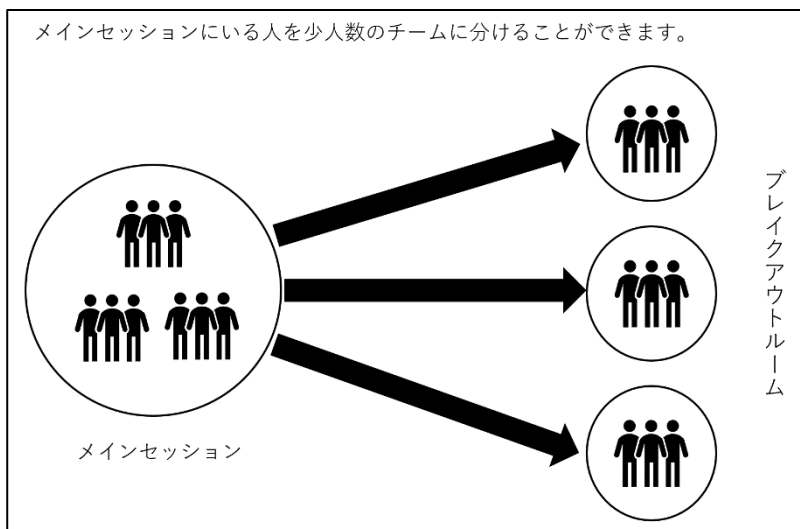 メインセッションにいる人を少人数のチームに分けることができます。
ブレイクアウトルーム
メインセッション